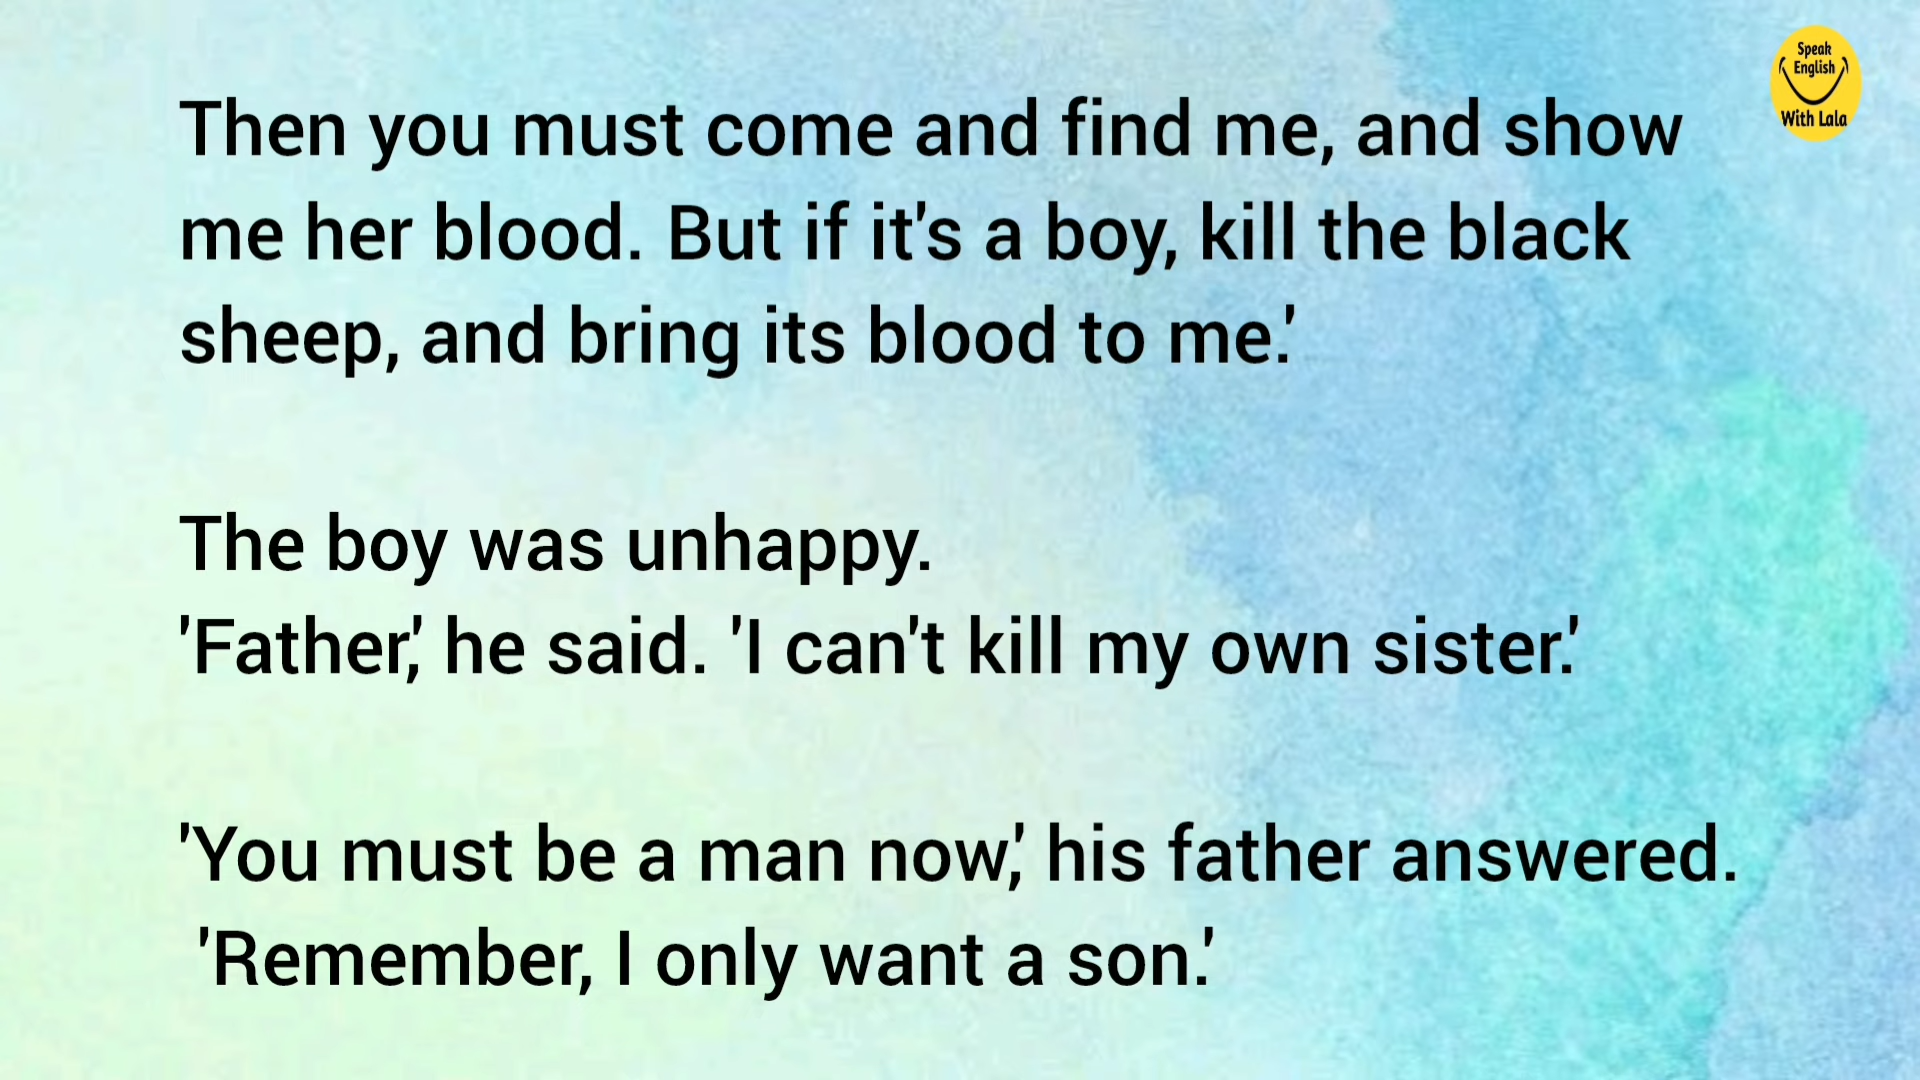 Speak
English
With Lala
Then you must come and find me, and show
me her blood. But if it's a boy, kill the black
sheep, and bring its blood to me.'
The boy was unhappy.
'Father,' he said. 'I can't kill my own sister.'
'You must be a man now,' his father answered.
'Remember, I only want a son.'